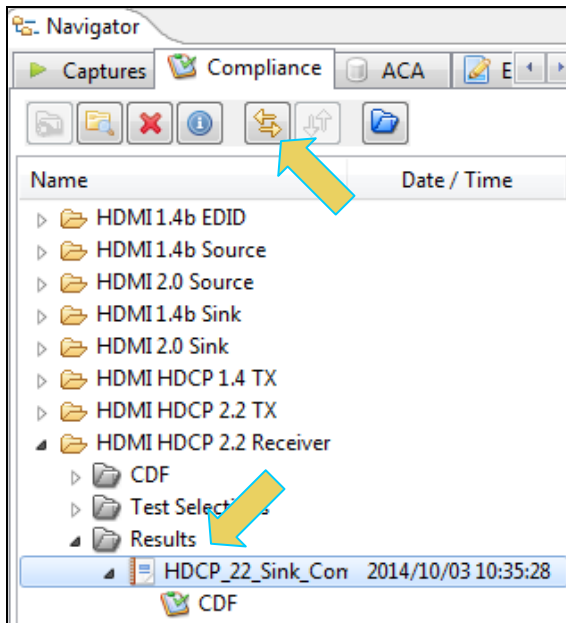 Navigator
Captures Compliance ACA E
Name Date / Time
HDMI 1.4b EDID
HDMI 1.4b Source
HDMI 2.0 Source
HDMI 1.4b Sink
HDMI 2.0 Sink
HDMI HDCP 1.4 TX
HDMI HDCP 2.2 TX
HDMI HDCP 2.2 Receiver
CDF
Test
Results
HDCP_22_Sink_Con 2014/10/03 10:35:28
CDF